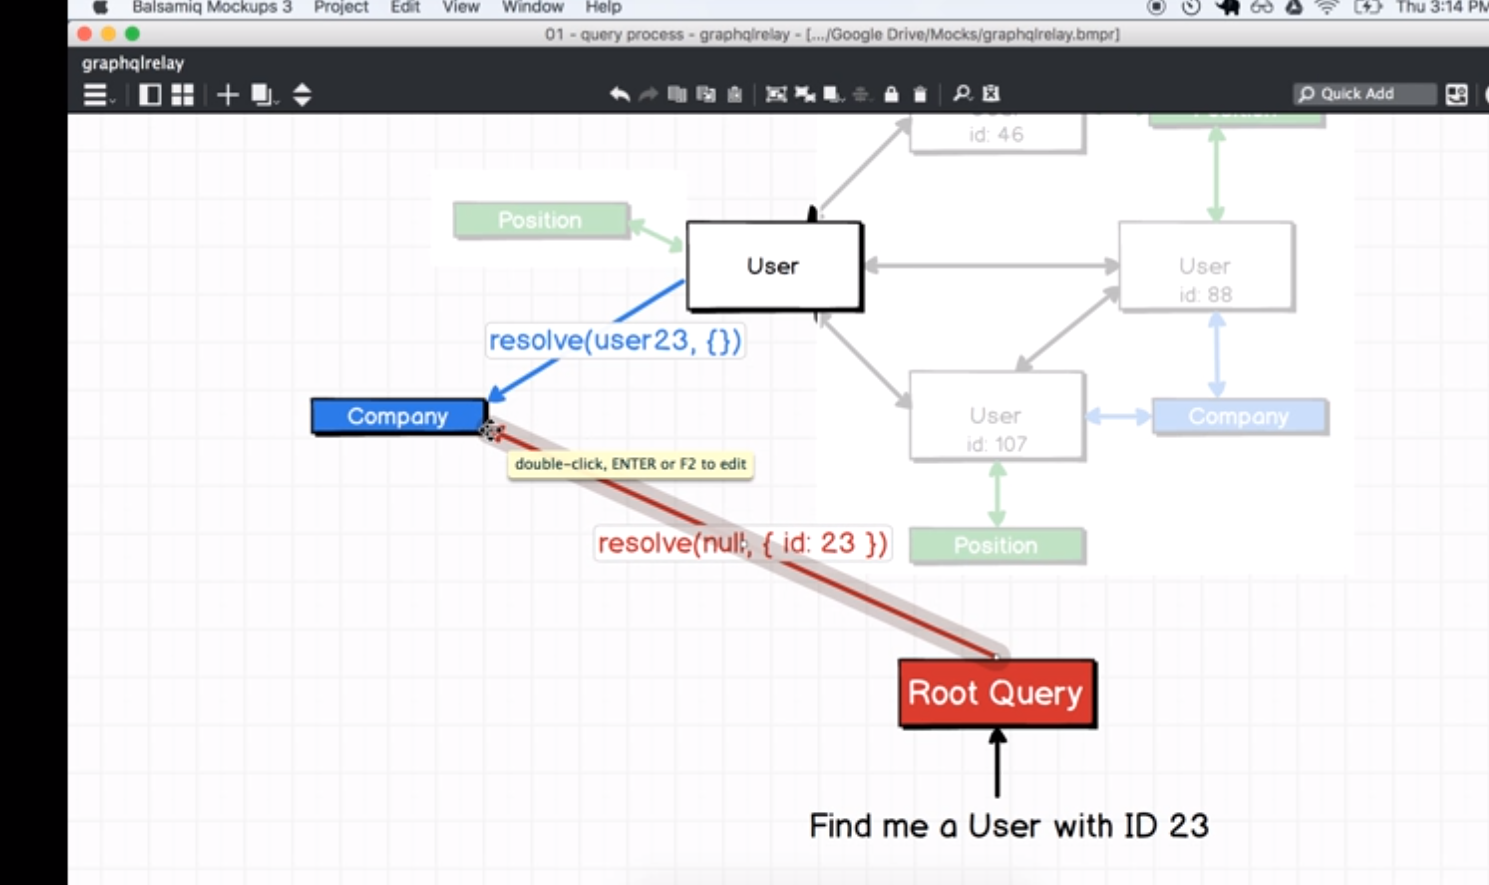 Balsamiq Mockups 3 Project Edit View Window Help Thu 3:14 PM
01 - query process - graphqlrelay - [.../Google Drive/Mocks/graphqlrelay.bmpr]
graphqlrelay
Quick Add
id: 46
Position
User
User
id: 88
resolve(user23, {})
Company
User
id: 107
Company
double-click, ENTER or F2 to edit
resolve(null, { id: 23 })
Position
Root Query
Find me a User with ID 23